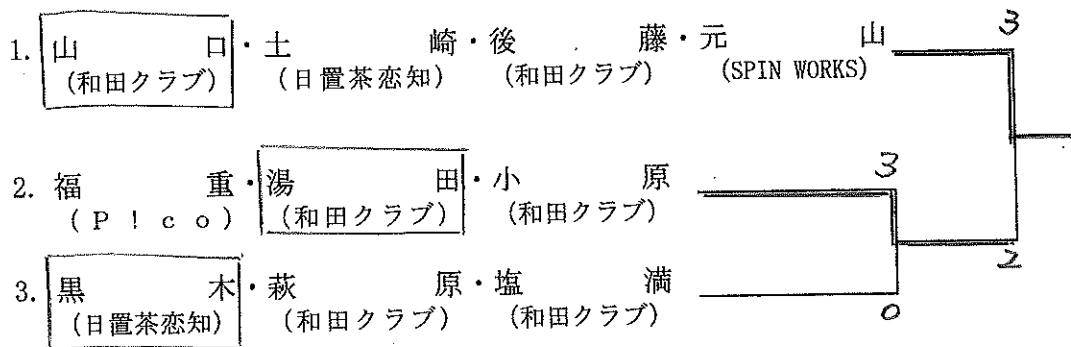 3
1. 山口・土崎・後藤・元山
(和田クラブ) (日置茶恋知) (和田クラブ) (SPIN WORKS)
3
2. 福重・湯田・小原
(P!co) (和田クラブ) (和田クラブ)
2
3. 黒木・萩原・塩満
(日置茶恋知) (和田クラブ) (和田クラブ)
0